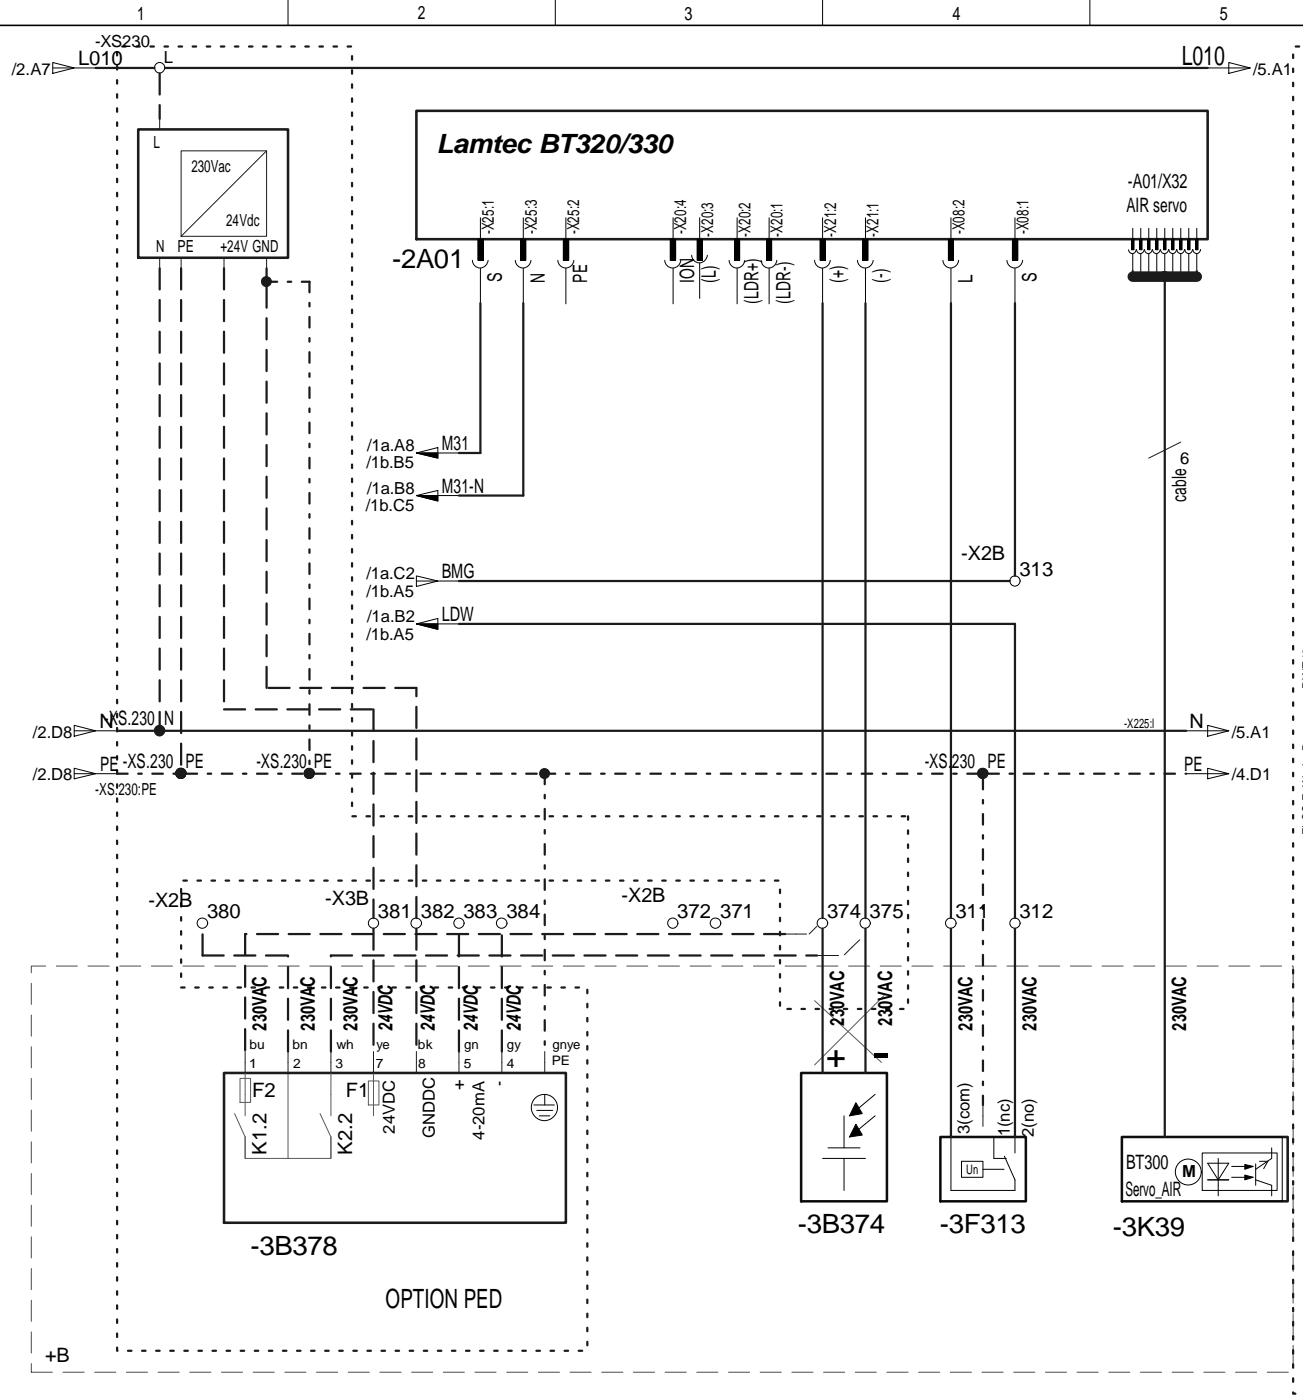 1 2 3 4 5
-XS230
/2.A7 L010 L L010 /5.A1
L
230Vac
24Vdc
N PE +24V GND
Lamtec BT320/330
-A01/X32
AIR servo
-X25:1 -X25:3 -X25:2 -X20:4 -X20:3 -X20:2 -X20:1 -X21:2 -X21:1 -X08:2 -X08:1
-2A01
S N PE ION (L) (LDR+) (LDR-) (+) (-) L S
/1a.A8 M31
/1b.B5
/1a.B8 M31-N
/1b.C5
6
cable
-X2B
313
/1a.C2 BMG
/1b.A5
/1a.B2 LDW
/1b.A5
/2.D8 N -XS.230 N -X225:I N /5.A1
/2.D8 PE -XS.230 PE -XS.230 PE -XS.230 PE PE /4.D1
-XS.230:PE
-X2B 380 -X3B 381 382 383 384 -X2B 372 371 374 375 311 312
230VAC 230VAC 230VAC 24VDC 24VDC 24VDC 24VDC 230VAC 230VAC 230VAC 230VAC 230VAC
bu bn wh ye bk gn gy gnye
1 2 3 7 8 5 4 PE
+ -
F2 F1
K1.2 K2.2 24VDC GNDDC + 4-20mA -
3(com) 1(nc) 2(no)
Un
BT300 M
Servo_AIR
-3B378 -3B374 -3F313 -3K39
OPTION PED
+B